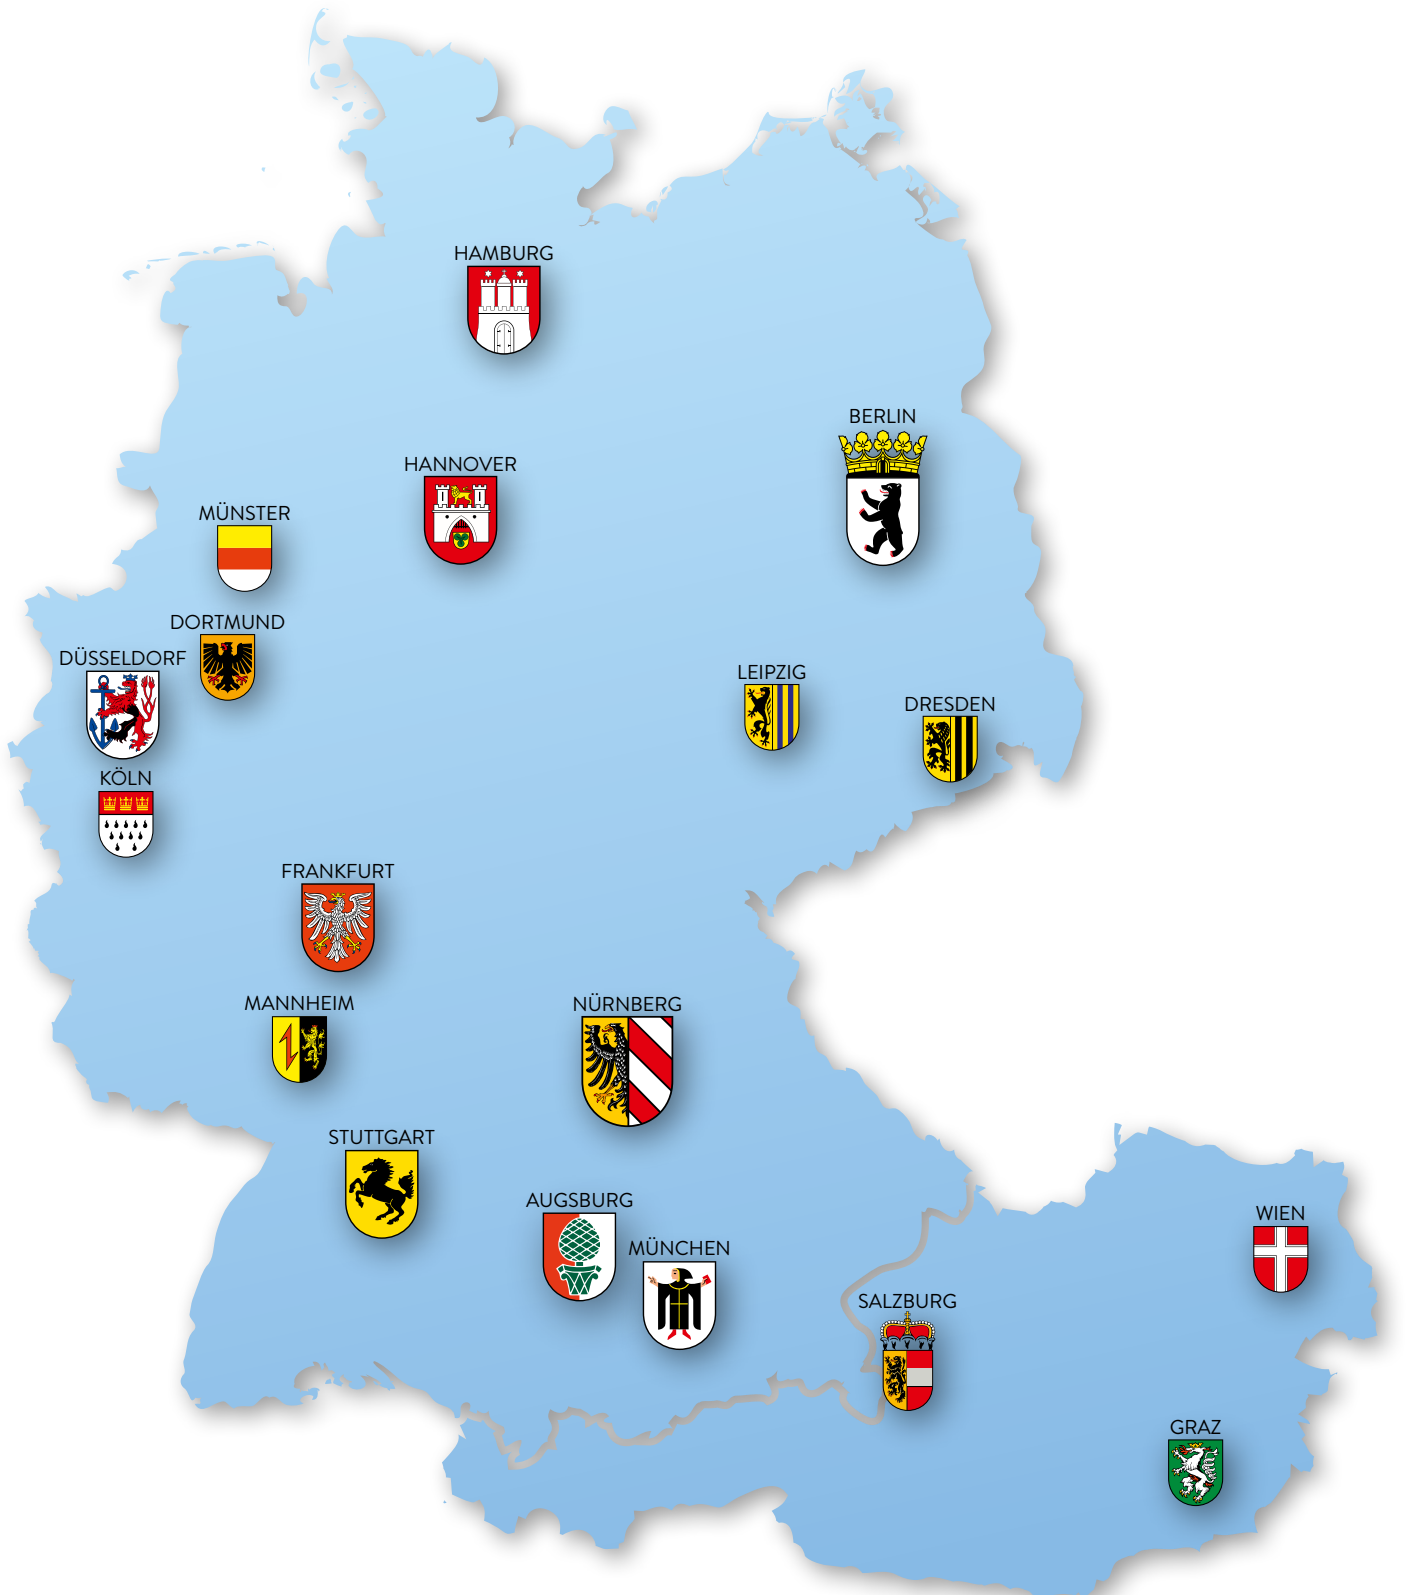 HAMBURG
BERLIN
HANNOVER
MÜNSTER
DORTMUND
DÜSSELDORF
LEIPZIG
DRESDEN
KÖLN
FRANKFURT
MANNHEIM
NÜRNBERG
STUTTGART
AUGSBURG
WIEN
MÜNCHEN
SALZBURG
GRAZ